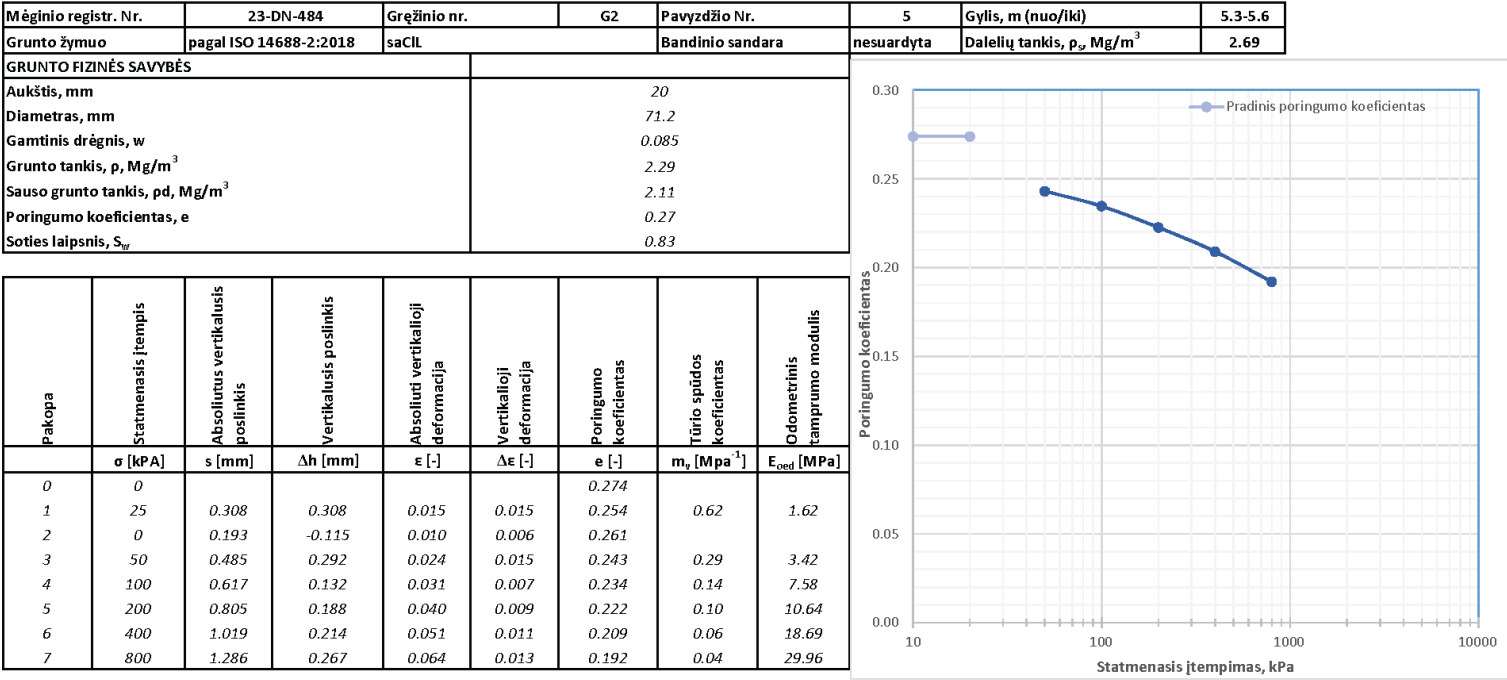 Mėginio registr. Nr. 23-DN-484 Gręžinio nr. G2 Pavyzdžio Nr. 5 Gylis, m (nuo/iki) 5.3-5.6
Grunto žymuo pagal ISO 14688-2:2018 saClL Bandinio sandara nesuardyta Dalelių tankis, ρs, Mg/m³ 2.69
GRUNTO FIZINĖS SAVYBĖS
Aukštis, mm 20
Diametras, mm 71.2
Gamtinis drėgnis, w 0.085
Grunto tankis, ρ, Mg/m³ 2.29
Sauso grunto tankis, ρd, Mg/m³ 2.11
Poringumo koeficientas, e 0.27
Soties laipsnis, Sw 0.83
Pakopa
Statmenasis įtempis
Absoliutus vertikalusis
poslinkis
Vertikalusis poslinkis
Absoliuti vertikalioji
deformacija
Vertikalioji
deformacija
Poringumo
koeficientas
Tūrio spūdos
koeficientas
Odometrinis
tamprumo modulis
σ [kPA] s [mm] Δh [mm] ε [-] Δε [-] e [-] mv [Mpa⁻¹] Eoed [MPa]
0 0 0.274
1 25 0.308 0.308 0.015 0.015 0.254 0.62 1.62
2 0 0.193 -0.115 0.010 0.006 0.261
3 50 0.485 0.292 0.024 0.015 0.243 0.29 3.42
4 100 0.617 0.132 0.031 0.007 0.234 0.14 7.58
5 200 0.805 0.188 0.040 0.009 0.222 0.10 10.64
6 400 1.019 0.214 0.051 0.011 0.209 0.06 18.69
7 800 1.286 0.267 0.064 0.013 0.192 0.04 29.96
Pradinis poringumo koeficientas
Poringumo koeficientas
0.30
0.25
0.20
0.15
0.10
0.05
0.00
10 100 1000 10000
Statmenasis įtempimas, kPa